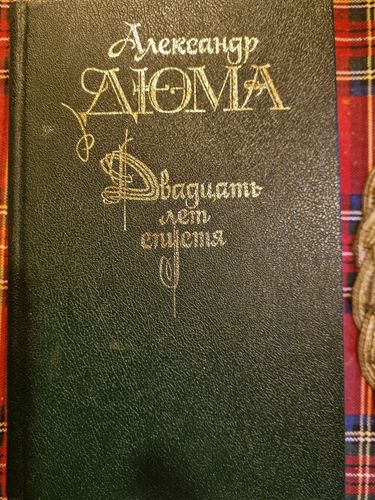 Александр
ДЮМА
Двадцать
лет
спустя